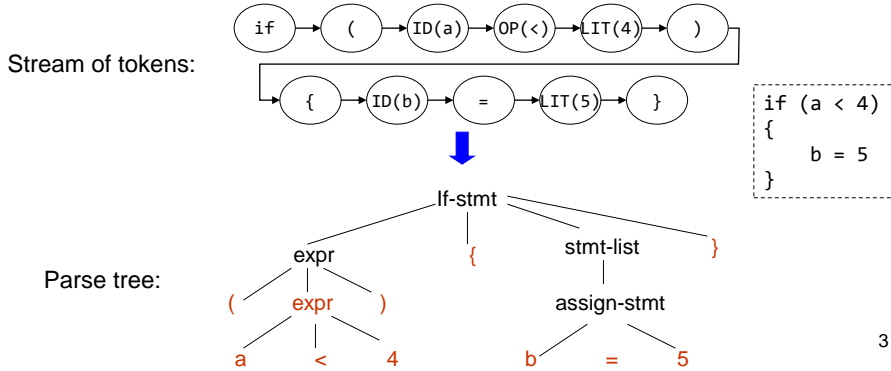 if ( ID(a) OP(<) LIT(4) )
Stream of tokens:
{ ID(b) = LIT(5) }
if (a < 4)
{
b = 5
}
If-stmt
expr { stmt-list }
Parse tree:
( expr ) assign-stmt
a < 4 b = 5
3